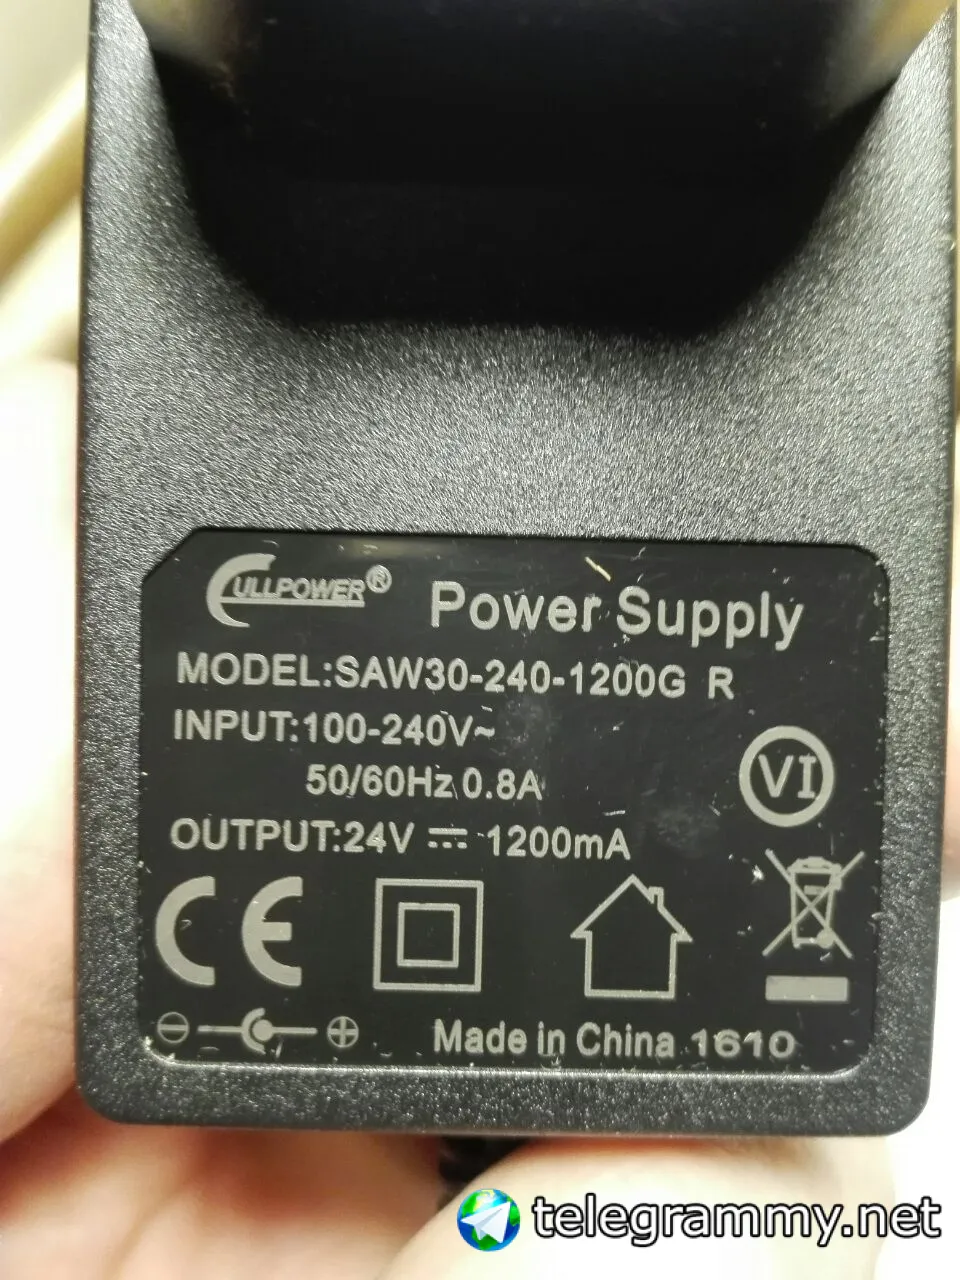 CULLPOWER®
Power Supply
MODEL:SAW30-240-1200G R
INPUT:100-240V~
50/60Hz 0.8A
VI
OUTPUT:24V ⎓ 1200mA
CE
Made in China 1610
telegrammy.net